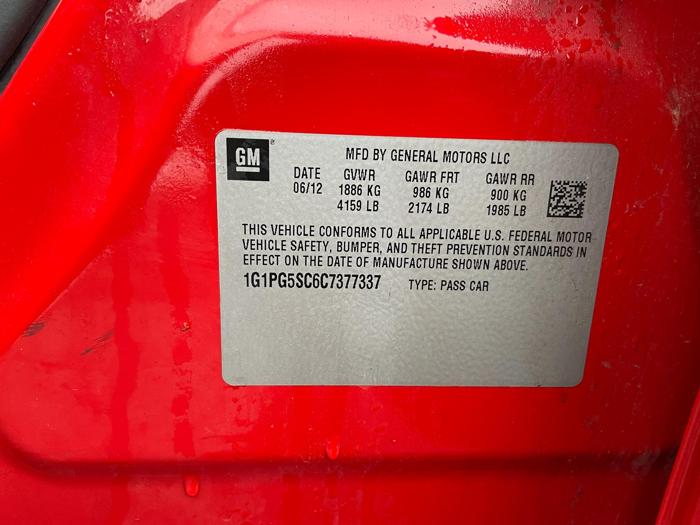 GM
MFD BY GENERAL MOTORS LLC
DATE GVWR GAWR FRT GAWR RR
06/12 1886 KG 986 KG 900 KG
4159 LB 2174 LB 1985 LB
THIS VEHICLE CONFORMS TO ALL APPLICABLE U.S. FEDERAL MOTOR
VEHICLE SAFETY, BUMPER, AND THEFT PREVENTION STANDARDS IN
EFFECT ON THE DATE OF MANUFACTURE SHOWN ABOVE.
1G1PG5SC6C7377337 TYPE: PASS CAR